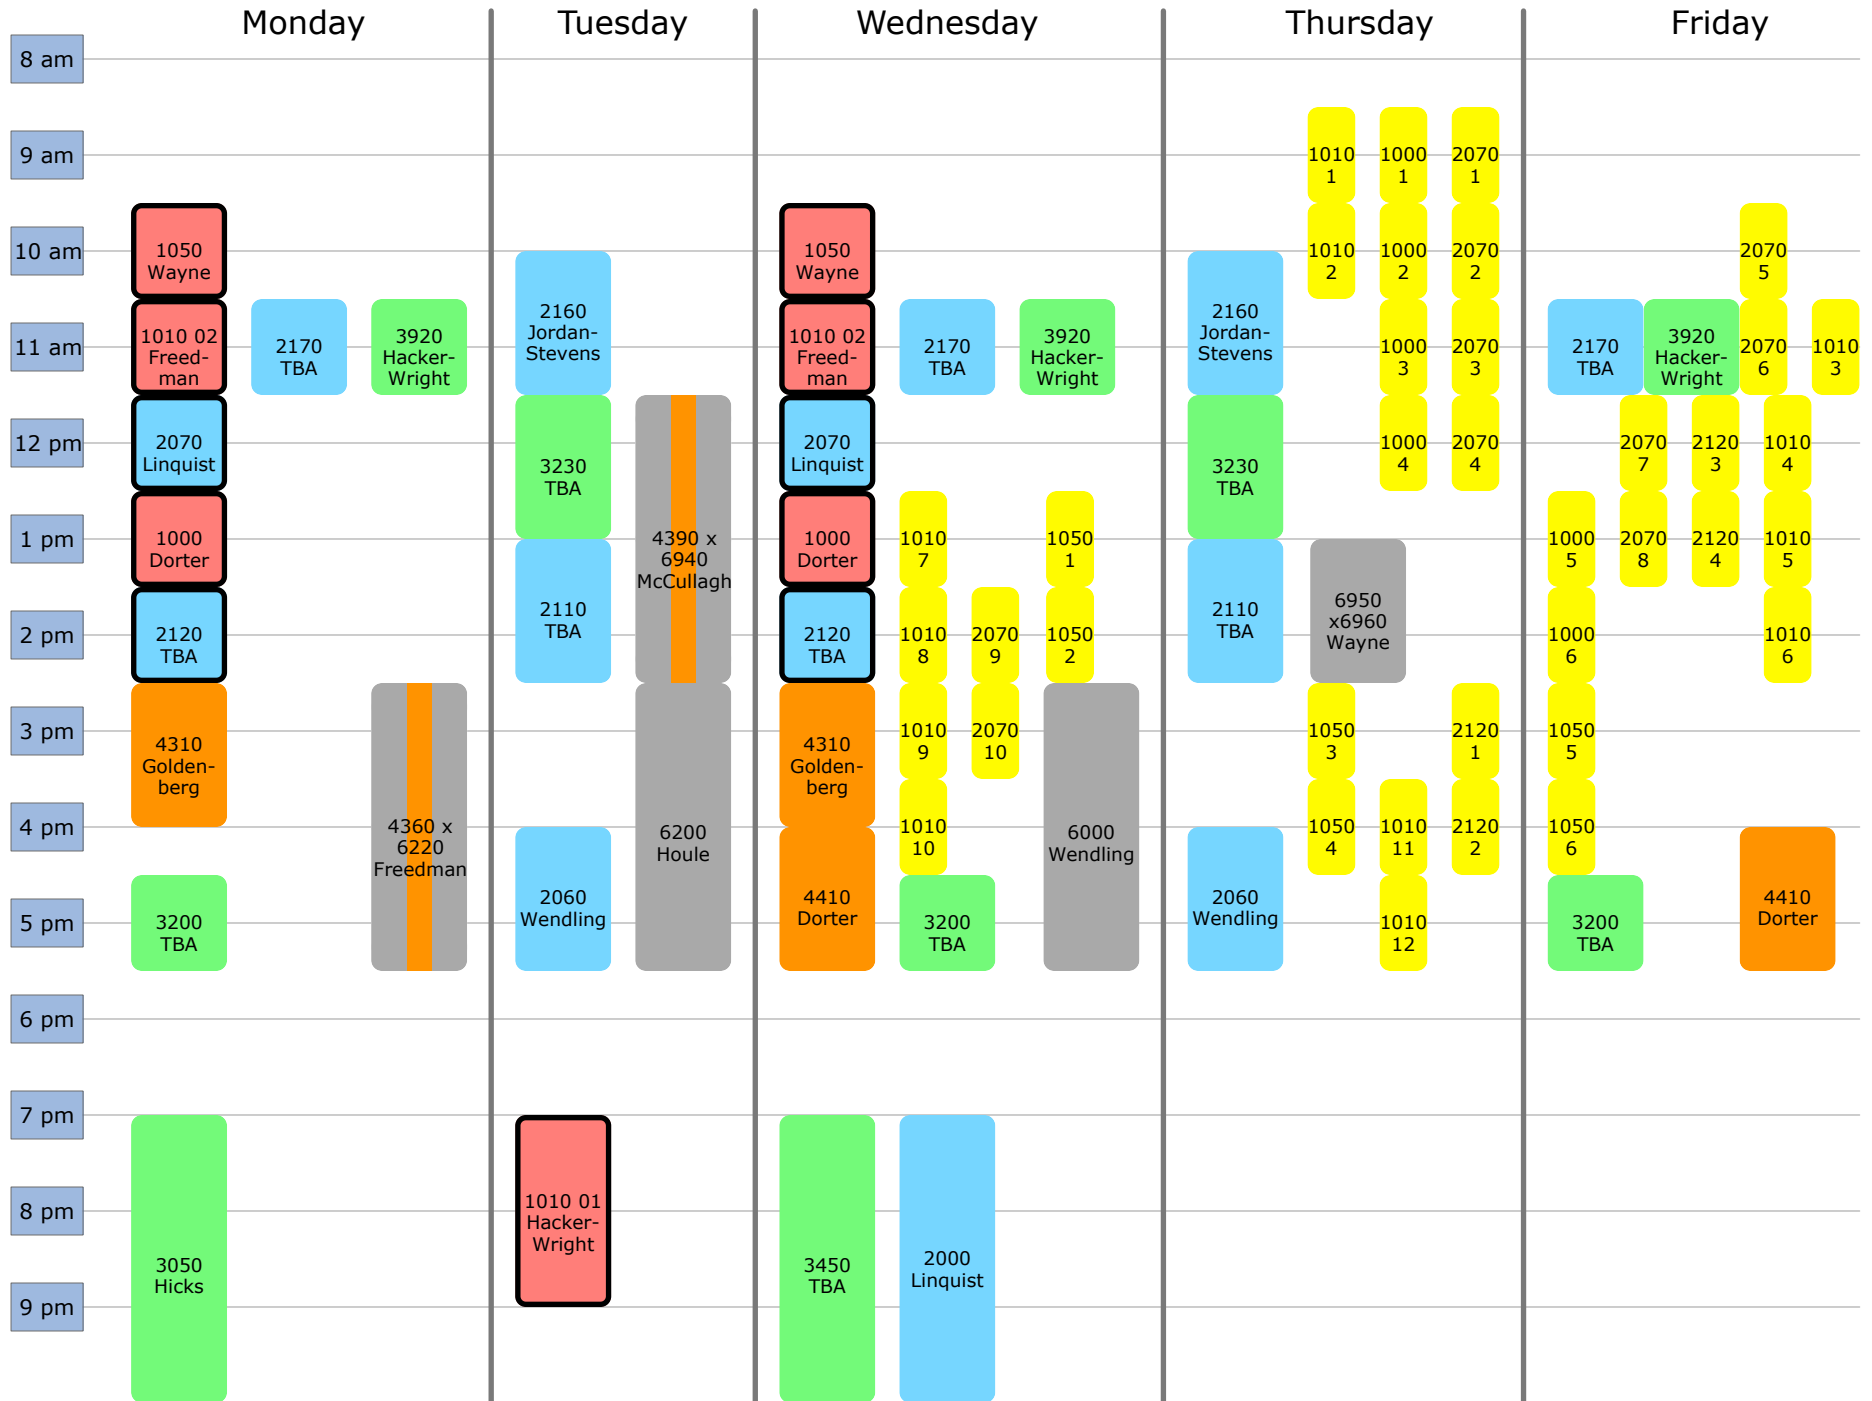 Monday
Tuesday
Wednesday
Thursday
Friday
8 am
9 am
10 am
11 am
12 pm
1 pm
2 pm
3 pm
4 pm
5 pm
6 pm
7 pm
8 pm
9 pm
1050
Wayne
1010 02
Freed-
man
2170
TBA
3920
Hacker-
Wright
2070
Linquist
1000
Dorter
2120
TBA
4310
Golden-
berg
4360 x
6220
Freedman
3200
TBA
3050
Hicks
2160
Jordan-
Stevens
3230
TBA
4390 x
6940
McCullagh
2110
TBA
6200
Houle
2060
Wendling
1010 01
Hacker-
Wright
1050
Wayne
1010 02
Freed-
man
2170
TBA
3920
Hacker-
Wright
2070
Linquist
1000
Dorter
1010
7
1050
1
2120
TBA
1010
8
2070
9
1050
2
4310
Golden-
berg
1010
9
2070
10
1010
10
6000
Wendling
4410
Dorter
3200
TBA
3450
TBA
2000
Linquist
1010
1
1000
1
2070
1
1010
2
1000
2
2070
2
2160
Jordan-
Stevens
1000
3
2070
3
1000
4
2070
4
3230
TBA
2110
TBA
6950
x6960
Wayne
1050
3
2120
1
1050
4
1010
11
2120
2
2060
Wendling
1010
12
2070
5
2170
TBA
3920
Hacker-
Wright
2070
6
1010
3
2070
7
2120
3
1010
4
1000
5
2070
8
2120
4
1010
5
1000
6
1010
6
1050
5
1050
6
3200
TBA
4410
Dorter